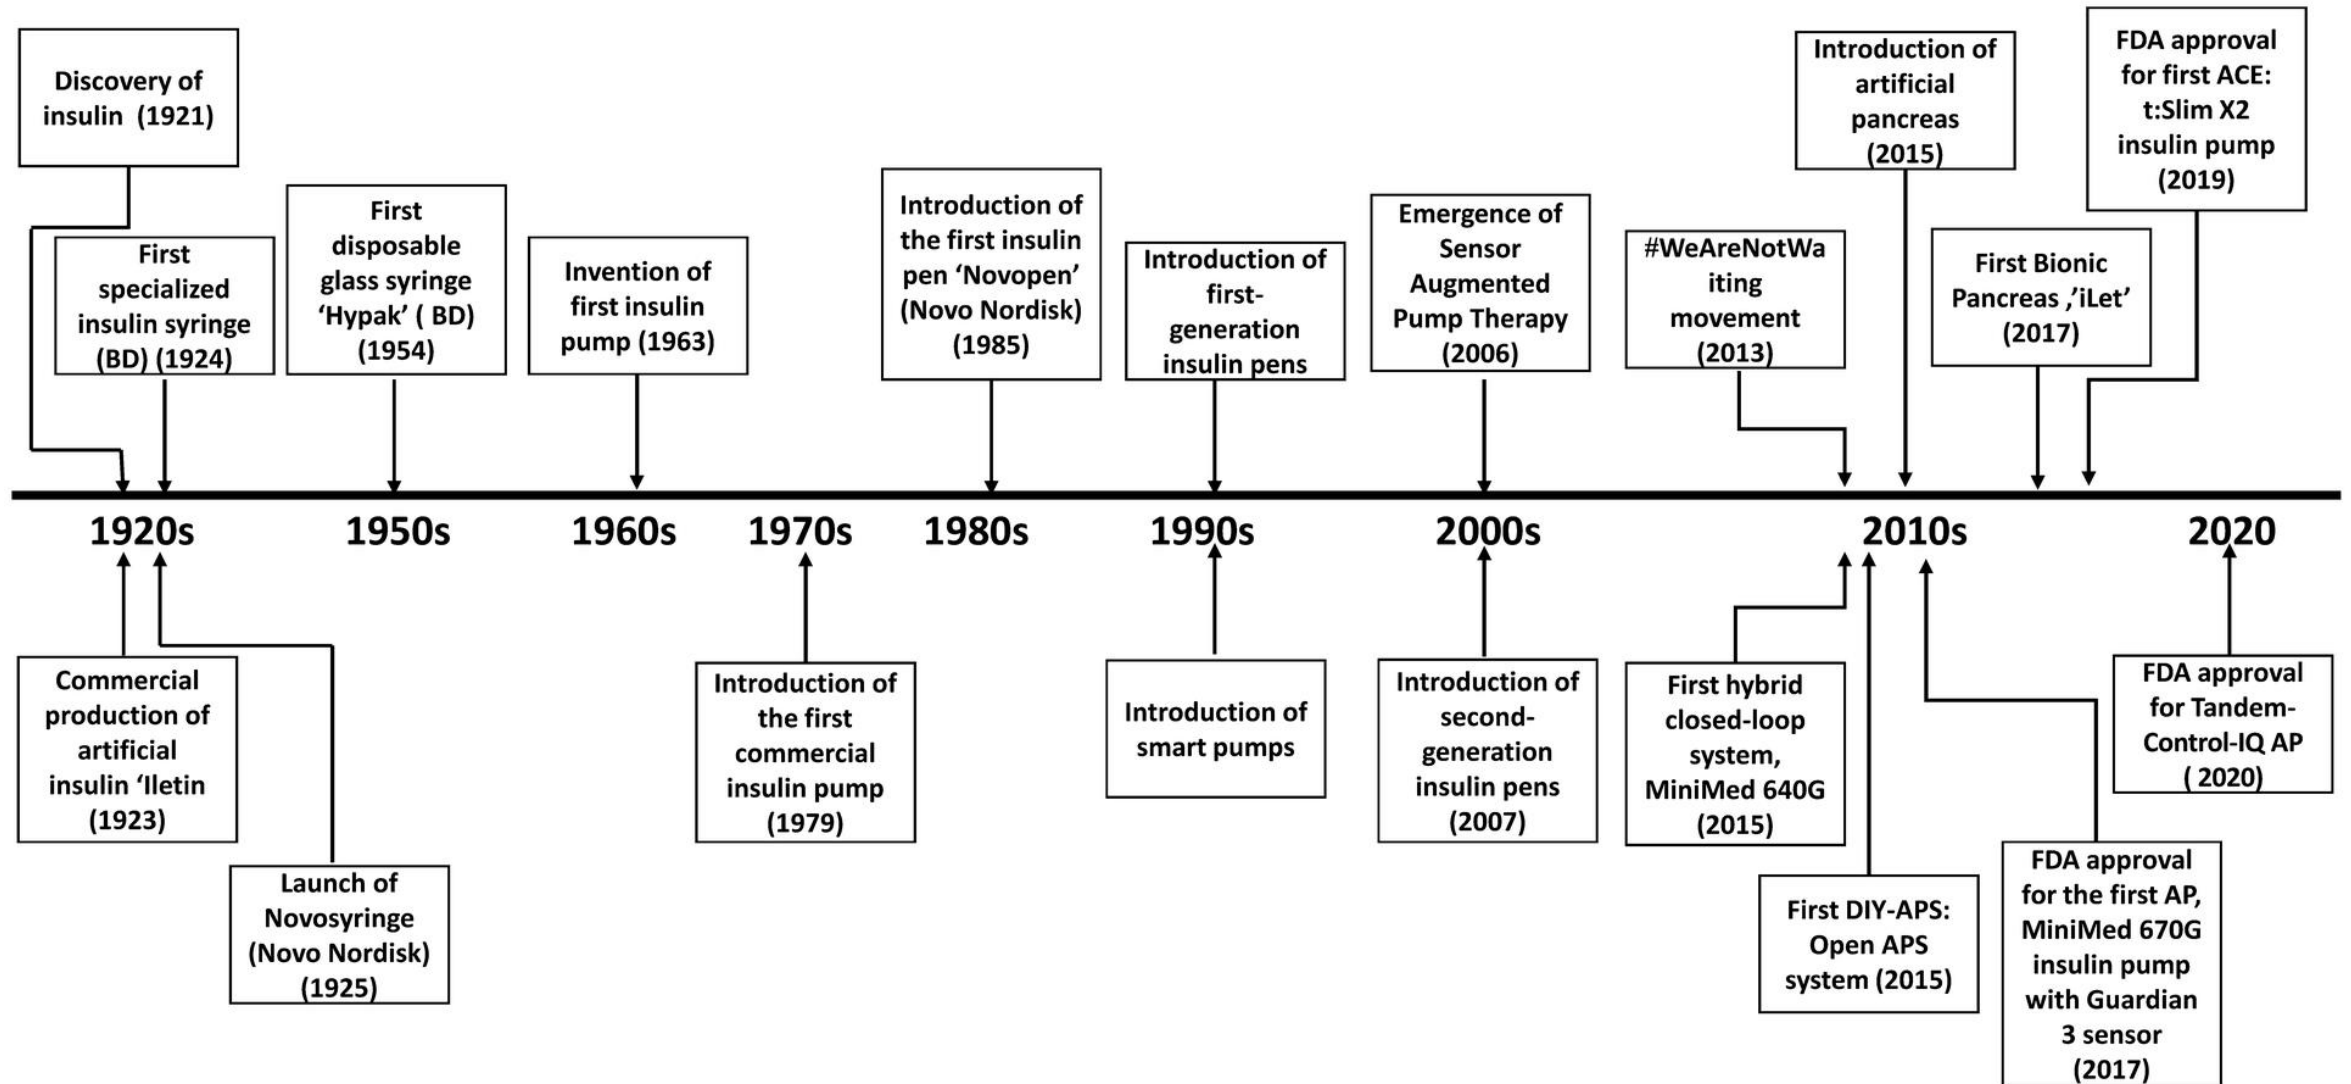 Discovery of
insulin  (1921)
First
specialized
insulin syringe
(BD) (1924)
First
disposable
glass syringe
‘Hypak’ ( BD)
(1954)
Invention of
first insulin
pump (1963)
Introduction of
the first insulin
pen ‘Novopen’
(Novo Nordisk)
(1985)
Introduction of
first-
generation
insulin pens
Emergence of
Sensor
Augmented
Pump Therapy
(2006)
#WeAreNotWa
iting
movement
(2013)
Introduction of
artificial
pancreas
(2015)
First Bionic
Pancreas ,’iLet’
(2017)
FDA approval
for first ACE:
t:Slim X2
insulin pump
(2019)
1920s 1950s 1960s 1970s 1980s 1990s 2000s 2010s 2020
Commercial
production of
artificial
insulin ‘Iletin
(1923)
Launch of
Novosyringe
(Novo Nordisk)
(1925)
Introduction of
the first
commercial
insulin pump
(1979)
Introduction of
smart pumps
Introduction of
second-
generation
insulin pens
(2007)
First hybrid
closed-loop
system,
MiniMed 640G
(2015)
First DIY-APS:
Open APS
system (2015)
FDA approval
for the first AP,
MiniMed 670G
insulin pump
with Guardian
3 sensor
(2017)
FDA approval
for Tandem-
Control-IQ AP
( 2020)